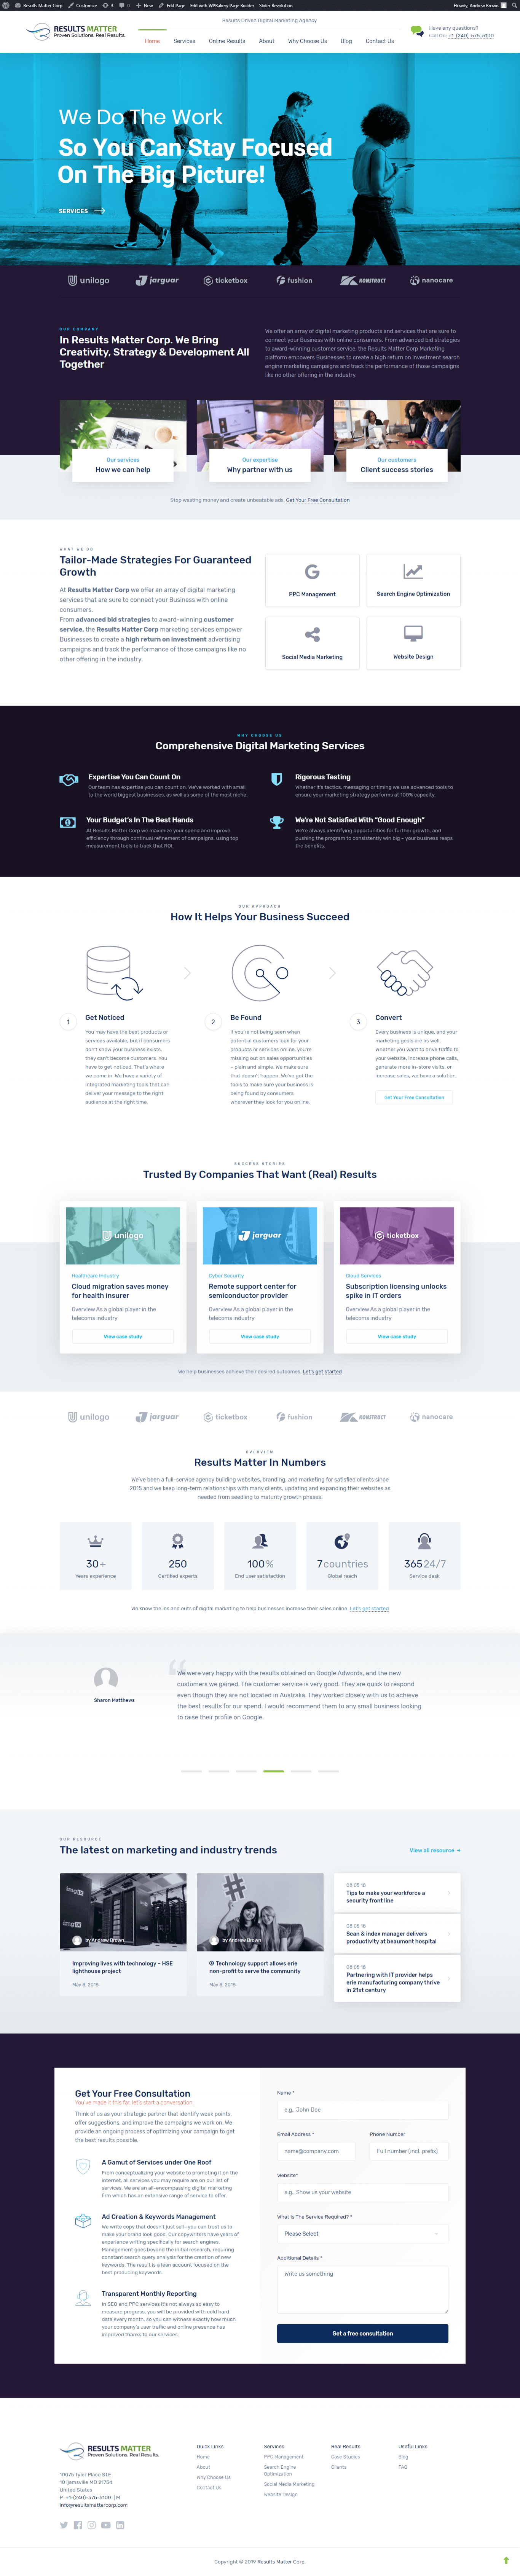 Results Matter Corp Customize 3 0 New Edit Page Edit with WPBakery Page Builder Slider Revolution Howdy, Andrew Brown
Results Driven Digital Marketing Agency
RESULTS MATTER
Proven Solutions. Real Results.
Home Services Online Results About Why Choose Us Blog Contact Us
Have any questions?
Call On: +1-(240)-575-5100
We Do The Work
So You Can Stay Focused
On The Big Picture!
SERVICES
unilogo jarguar ticketbox fushion KONSTRUCT nanocare
OUR COMPANY
In Results Matter Corp. We Bring
Creativity, Strategy & Development All
Together
We offer an array of digital marketing products and services that are sure to
connect your Business with online consumers. From advanced bid strategies
to award-winning customer service, the Results Matter Corp Marketing
platform empowers Businesses to create a high return on investment search
engine marketing campaigns and track the performance of those campaigns
like no other offering in the industry.
Our services
How we can help
Our expertise
Why partner with us
Our customers
Client success stories
Stop wasting money and create unbeatable ads. Get Your Free Consultation
WHAT WE DO
Tailor-Made Strategies For Guaranteed
Growth
At Results Matter Corp we offer an array of digital marketing
services that are sure to connect your Business with online
consumers.
From advanced bid strategies to award-winning customer
service, the Results Matter Corp marketing services empower
Businesses to create a high return on investment advertising
campaigns and track the performance of those campaigns like no
other offering in the industry.
PPC Management
Search Engine Optimization
Social Media Marketing
Website Design
WHY CHOOSE US
Comprehensive Digital Marketing Services
Expertise You Can Count On
Our team has expertise you can count on. We've worked with small
to the world biggest businesses, as well as some of the most niche.
Rigorous Testing
Whether it's tactics, messaging or timing we use advanced tools to
ensure your marketing strategy performs at 100% capacity.
Your Budget's In The Best Hands
At Results Matter Corp we maximize your spend and improve
efficiency through continual refinement of campaigns, using top
measurement tools to track that ROI.
We're Not Satisfied With "Good Enough"
We're always identifying opportunities for further growth, and
pushing the program to consistently win big – your business reaps
the benefits.
OUR APPROACH
How It Helps Your Business Succeed
1
Get Noticed
You may have the best products or
services available, but if consumers
don't know your business exists,
they can't become customers. You
have to get noticed. That's where
we come in. We have a variety of
integrated marketing tools that can
deliver your message to the right
audience at the right time.
2
Be Found
If you're not being seen when
potential customers look for your
products or services online, you're
missing out on sales opportunities
– plain and simple. We make sure
that doesn't happen. We've got the
tools to make sure your business is
being found by consumers
wherever they look for you online.
3
Convert
Every business is unique, and your
marketing goals are as well.
Whether you want to drive traffic to
your website, increase phone calls,
generate more in-store visits, or
increase sales, we have a solution.
Get Your Free Consultation
SUCCESS STORIES
Trusted By Companies That Want (Real) Results
unilogo
Healthcare Industry
Cloud migration saves money
for health insurer
Overview As a global player in the
telecoms industry
View case study
jarguar
Cyber Security
Remote support center for
semiconductor provider
Overview As a global player in the
telecoms industry
View case study
ticketbox
Cloud Services
Subscription licensing unlocks
spike in IT orders
Overview As a global player in the
telecoms industry
View case study
We help businesses achieve their desired outcomes. Let's get started
unilogo jarguar ticketbox fushion KONSTRUCT nanocare
OVERVIEW
Results Matter In Numbers
We've been a full-service agency building websites, branding, and marketing for satisfied clients since
2015 and we keep long-term relationships with many clients, updating and expanding their websites as
needed from seedling to maturity growth phases.
30+
Years experience
250
Certified experts
100%
End user satisfaction
7 countries
Global reach
365 24/7
Service desk
We know the ins and outs of digital marketing to help businesses increase their sales online. Let's get started
Sharon Matthews
We were very happy with the results obtained on Google Adwords, and the new
customers we gained. The customer service is very good. They are quick to respond
even though they are not located in Australia. They worked closely with us to achieve
the best results for our spend. I would recommend them to any small business looking
to raise their profile on Google.
OUR RESOURCE
The latest on marketing and industry trends
View all resource
by Andrew Brown
Improving lives with technology – HSE
lighthouse project
May 8, 2018
#
by Andrew Brown
Technology support allows erie
non-profit to serve the community
May 8, 2018
08 05 18
Tips to make your workforce a
security front line
08 05 18
Scan & index manager delivers
productivity at beaumont hospital
08 05 18
Partnering with IT provider helps
erie manufacturing company thrive
in 21st century
Get Your Free Consultation
You've made it this far, let's start a conversation.
Think of us as your strategic partner that identify weak points,
offer suggestions, and improve the campaigns we work on. We
provide an ongoing process of optimising your campaign to get
the best results possible.
A Gamut of Services under One Roof
From conceptualizing your website to promoting it on the
internet, all services you may require are on our list of
services. We are an all-encompassing digital marketing
firm which has an extensive range of service to offer.
Ad Creation & Keywords Management
We write copy that doesn't just sell–you can trust us to
make your brand look good. Our copywriters have years of
experience writing specifically for search engines.
Management goes beyond the initial research, requiring
constant search query analysis for the creation of new
keywords. The result is a lean account focused on the
best producing keywords.
Transparent Monthly Reporting
In SEO and PPC services it's not always so easy to
measure progress, you will be provided with cold hard
data every month, so you can witness exactly how much
your company's user traffic and online presence has
improved thanks to our services.
Name *
e.g., John Doe
Email Address *
name@company.com
Phone Number
Full number (incl. prefix)
Website*
e.g., Show us your website
What Is The Service Required? *
Please Select
Additional Details *
Write us something
Get a free consultation
RESULTS MATTER
Proven Solutions. Real Results.
10075 Tyler Place STE
10 Ijamsville MD 21754
United States
P: +1-(240)-575-5100 | M:
info@resultsmattercorp.com
Quick Links
Home
About
Why Choose Us
Contact Us
Services
PPC Management
Search Engine
Optimization
Social Media Marketing
Website Design
Real Results
Case Studies
Clients
Useful Links
Blog
FAQ
Copyright © 2019 Results Matter Corp.